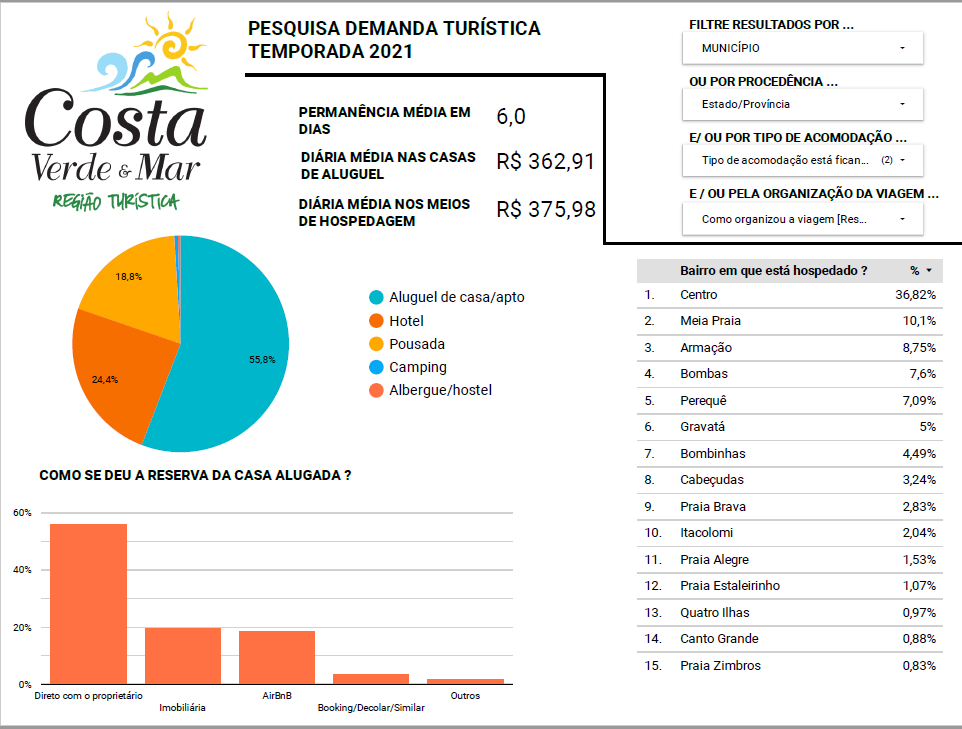 Costa
Verde & Mar
REGIÃO TURÍSTICA
PESQUISA DEMANDA TURÍSTICA
TEMPORADA 2021
PERMANÊNCIA MÉDIA EM
DIAS
6,0
DIÁRIA MÉDIA NAS CASAS
DE ALUGUEL
R$ 362,91
DIÁRIA MÉDIA NOS MEIOS
DE HOSPEDAGEM
R$ 375,98
FILTRE RESULTADOS POR ...
MUNICÍPIO
OU POR PROCEDÊNCIA ...
Estado/Província
E/ OU POR TIPO DE ACOMODAÇÃO ...
Tipo de acomodação está fican... (2)
E / OU PELA ORGANIZAÇÃO DA VIAGEM ...
Como organizou a viagem [Res...
18,8%
55,8%
24,4%
Aluguel de casa/apto
Hotel
Pousada
Camping
Albergue/hostel
COMO SE DEU A RESERVA DA CASA ALUGADA ?
60%
40%
20%
0%
Direto com o proprietário
Imobiliária
AirBnB
Booking/Decolar/Similar
Outros
Bairro em que está hospedado ? %
1. Centro 36,82%
2. Meia Praia 10,1%
3. Armação 8,75%
4. Bombas 7,6%
5. Perequê 7,09%
6. Gravatá 5%
7. Bombinhas 4,49%
8. Cabeçudas 3,24%
9. Praia Brava 2,83%
10. Itacolomi 2,04%
11. Praia Alegre 1,53%
12. Praia Estaleirinho 1,07%
13. Quatro Ilhas 0,97%
14. Canto Grande 0,88%
15. Praia Zimbros 0,83%